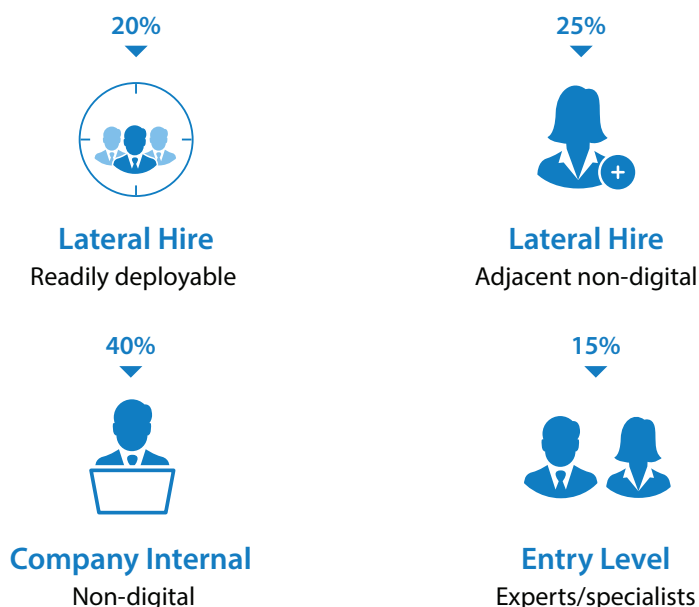 20%
Lateral Hire
Readily deployable
25%
Lateral Hire
Adjacent non-digital
40%
Company Internal
Non-digital
15%
Entry Level
Experts/specialists